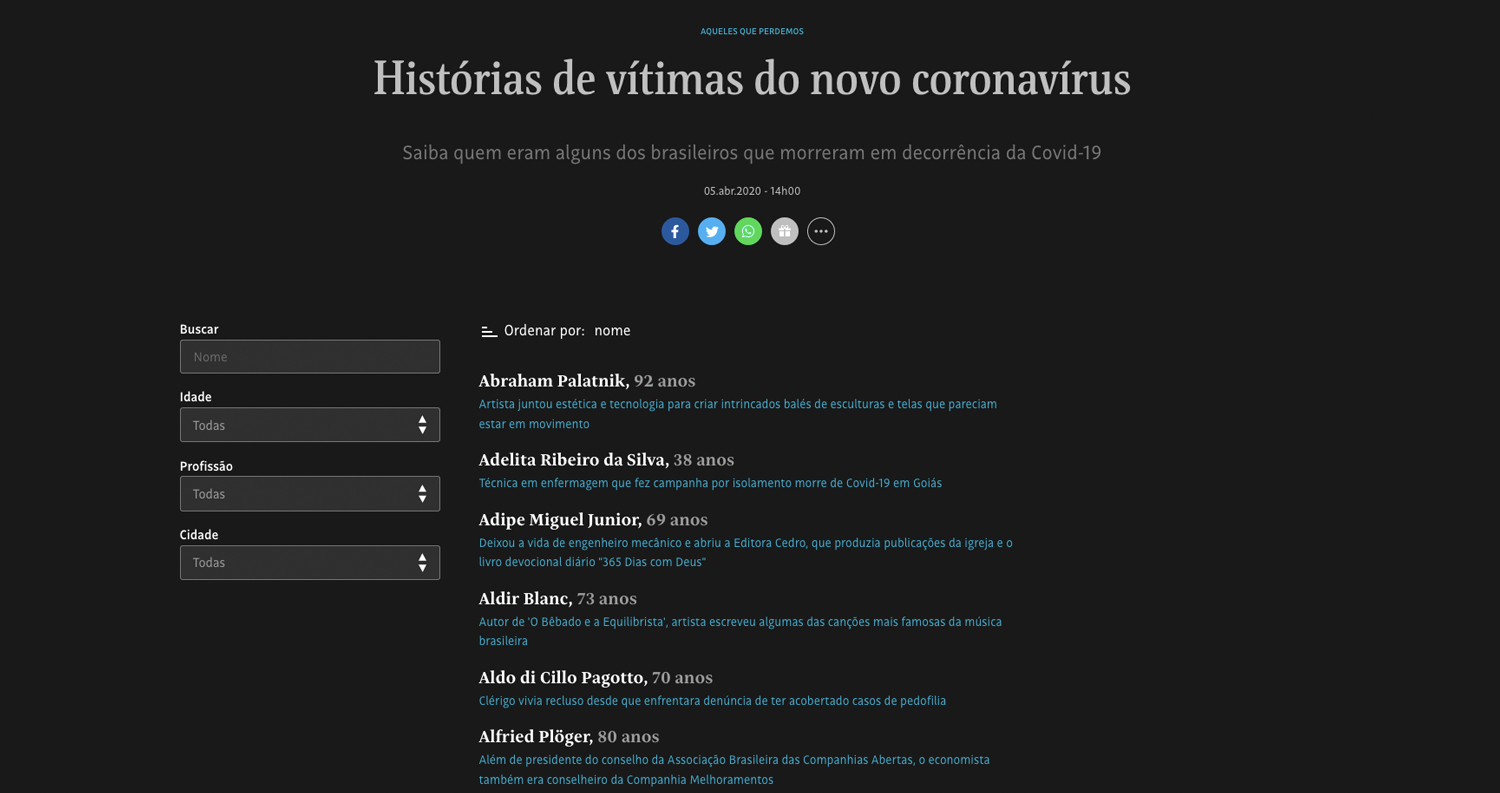 AQUELES QUE PERDEMOS
Histórias de vítimas do novo coronavírus
Saiba quem eram alguns dos brasileiros que morreram em decorrência da Covid-19
05.abr.2020 - 14h00
Buscar
Nome
Idade
Todas
Profissão
Todas
Cidade
Todas
Ordenar por: nome
Abraham Palatnik, 92 anos
Artista juntou estética e tecnologia para criar intrincados balés de esculturas e telas que pareciam
estar em movimento
Adelita Ribeiro da Silva, 38 anos
Técnica em enfermagem que fez campanha por isolamento morre de Covid-19 em Goiás
Adipe Miguel Junior, 69 anos
Deixou a vida de engenheiro mecânico e abriu a Editora Cedro, que produzia publicações da igreja e o
livro devocional diário "365 Dias com Deus"
Aldir Blanc, 73 anos
Autor de 'O Bêbado e a Equilibrista', artista escreveu algumas das canções mais famosas da música
brasileira
Aldo di Cillo Pagotto, 70 anos
Clérigo vivia recluso desde que enfrentara denúncia de ter acobertado casos de pedofilia
Alfried Plöger, 80 anos
Além de presidente do conselho da Associação Brasileira das Companhias Abertas, o economista
também era conselheiro da Companhia Melhoramentos